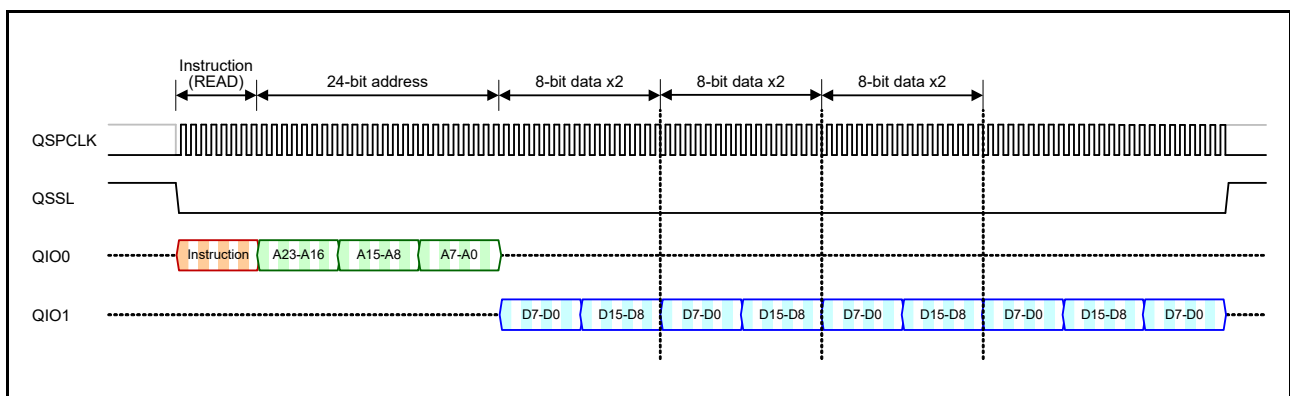 Instruction
(READ)
24-bit address
8-bit data x2
8-bit data x2
8-bit data x2
QSPCLK
QSSL
QIO0
Instruction
A23-A16
A15-A8
A7-A0
QIO1
D7-D0
D15-D8
D7-D0
D15-D8
D7-D0
D15-D8
D7-D0
D15-D8
D7-D0